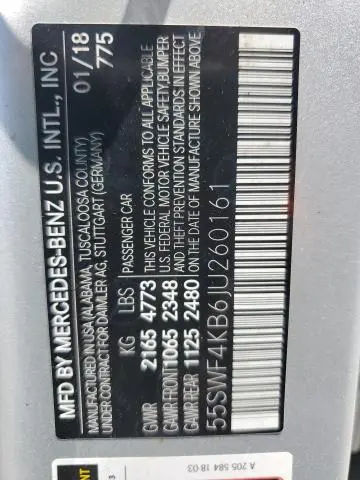 MFD BY MERCEDES-BENZ U.S. INTL., INC
MANUFACTURED IN USA (ALABAMA, TUSCALOOSA COUNTY)
CONSTRUCTED FOR DAIMLER AG, STUTTGART (GERMANY)
01/18
775
KG LBS
GVWR 2165 4773
GAWR-FRONT 1065 2348
GAWR-REAR 1125 2480
PASSENGER CAR
THIS VEHICLE CONFORMS TO ALL APPLICABLE
U.S. FEDERAL MOTOR VEHICLE SAFETY, BUMPER
AND THEFT PREVENTION STANDARDS IN EFFECT
ON THE DATE OF MANUFACTURE SHOWN ABOVE.
55SWF4KB6JU260161
A 205 584 18 03